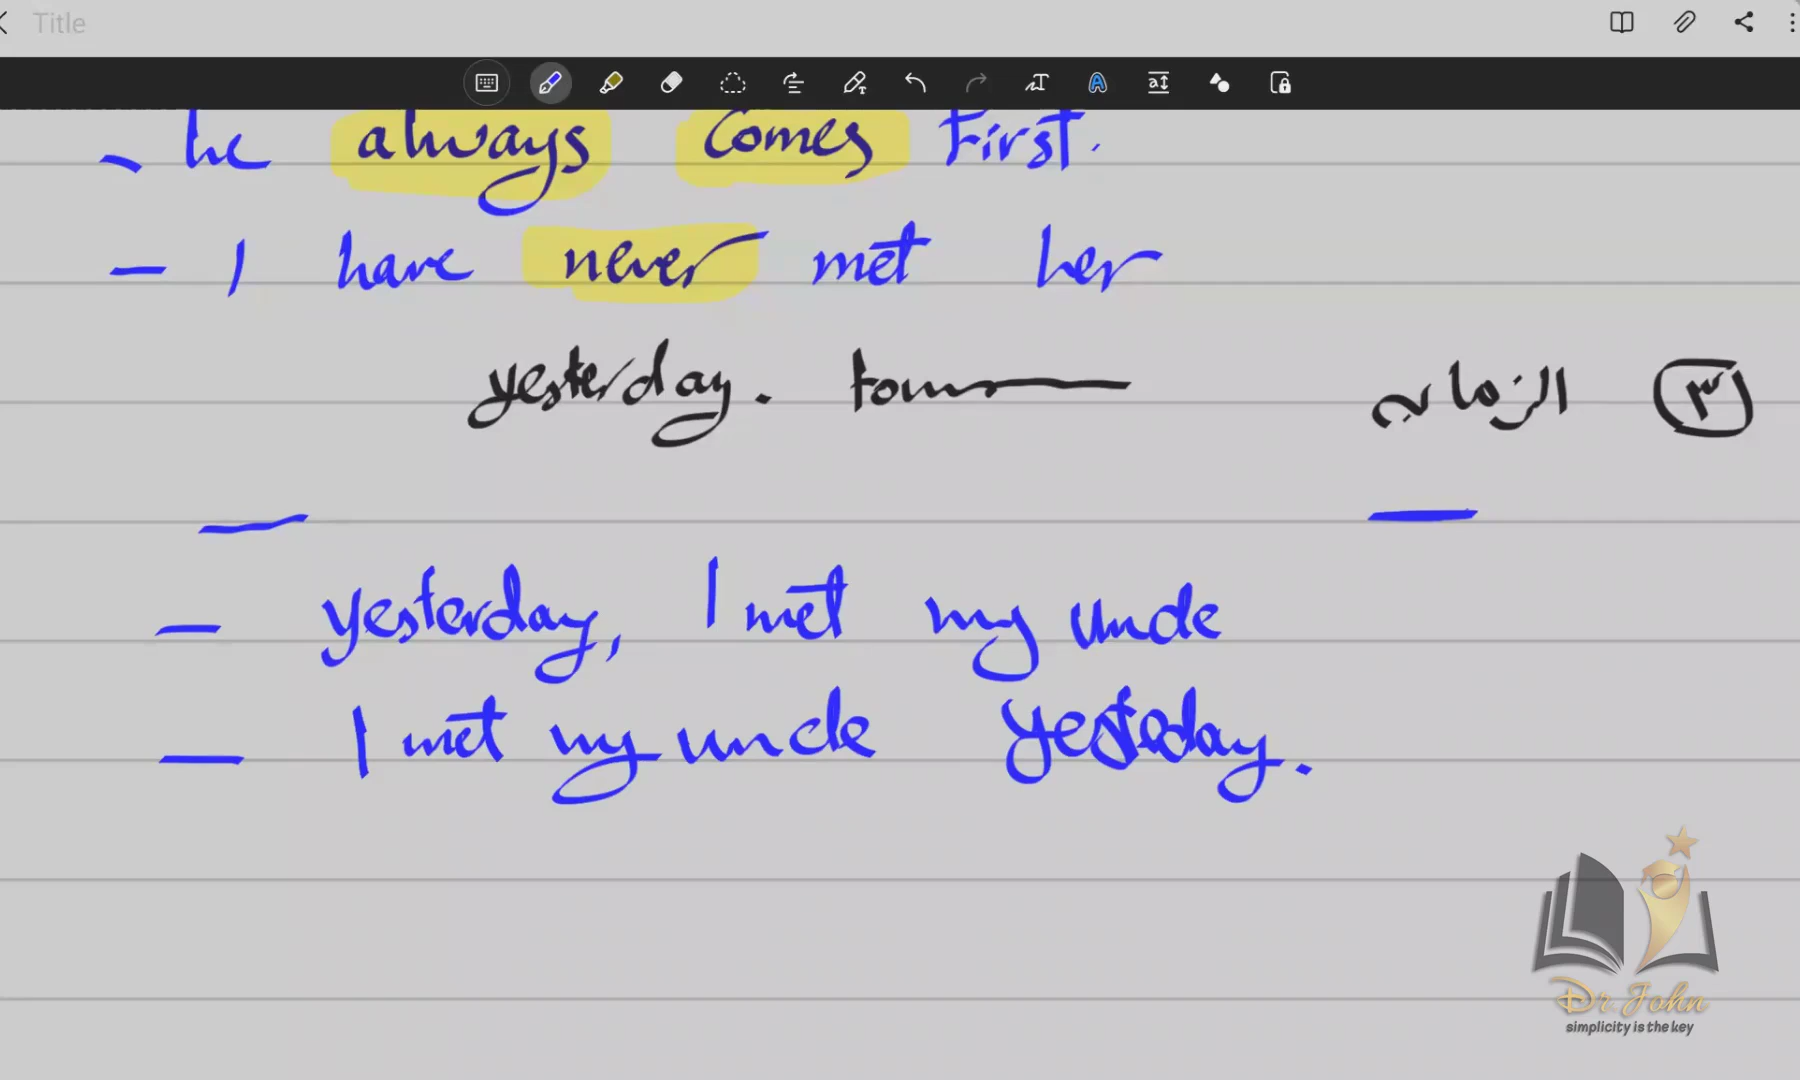 Title
- he always comes first.
- I have never met her
yesterday. tom ③ الزمان
- yesterday, I met my uncle
- I met my uncle yesterday.
Dr. John
simplicity is the key